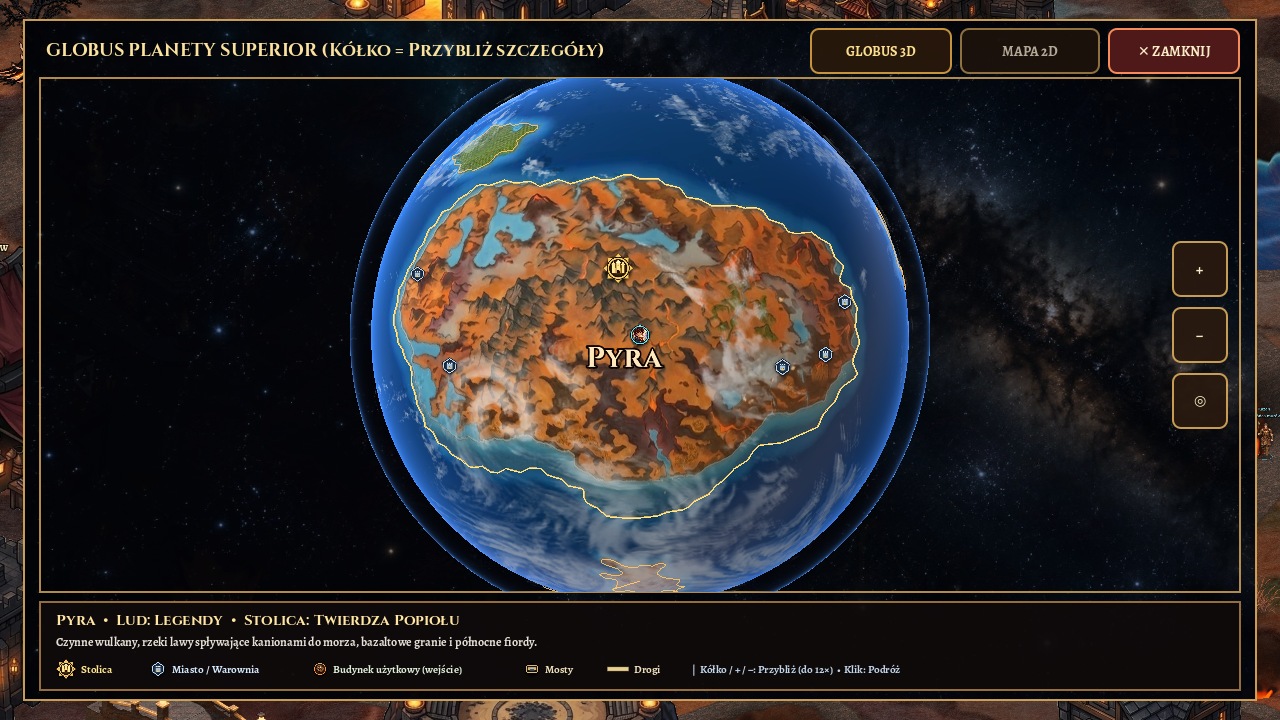 GLOBUS PLANETY SUPERIOR (KÓŁKO = PRZYBLIŻ SZCZEGÓŁY)
GLOBUS 3D
MAPA 2D
× ZAMKNIJ
PYRA
+
−
◎
PYRA • LUD: LEGENDY • STOLICA: TWIERDZA POPIOŁU
Czynne wulkany, rzeki lawy spływające kanionami do morza, bazaltowe granie i północne fiordy.
Stolica
Miasto / Warownia
Budynek użytkowy (wejście)
Mosty
Drogi
| Kółko / + / −: Przybliż (do 12×) • Klik: Podróż